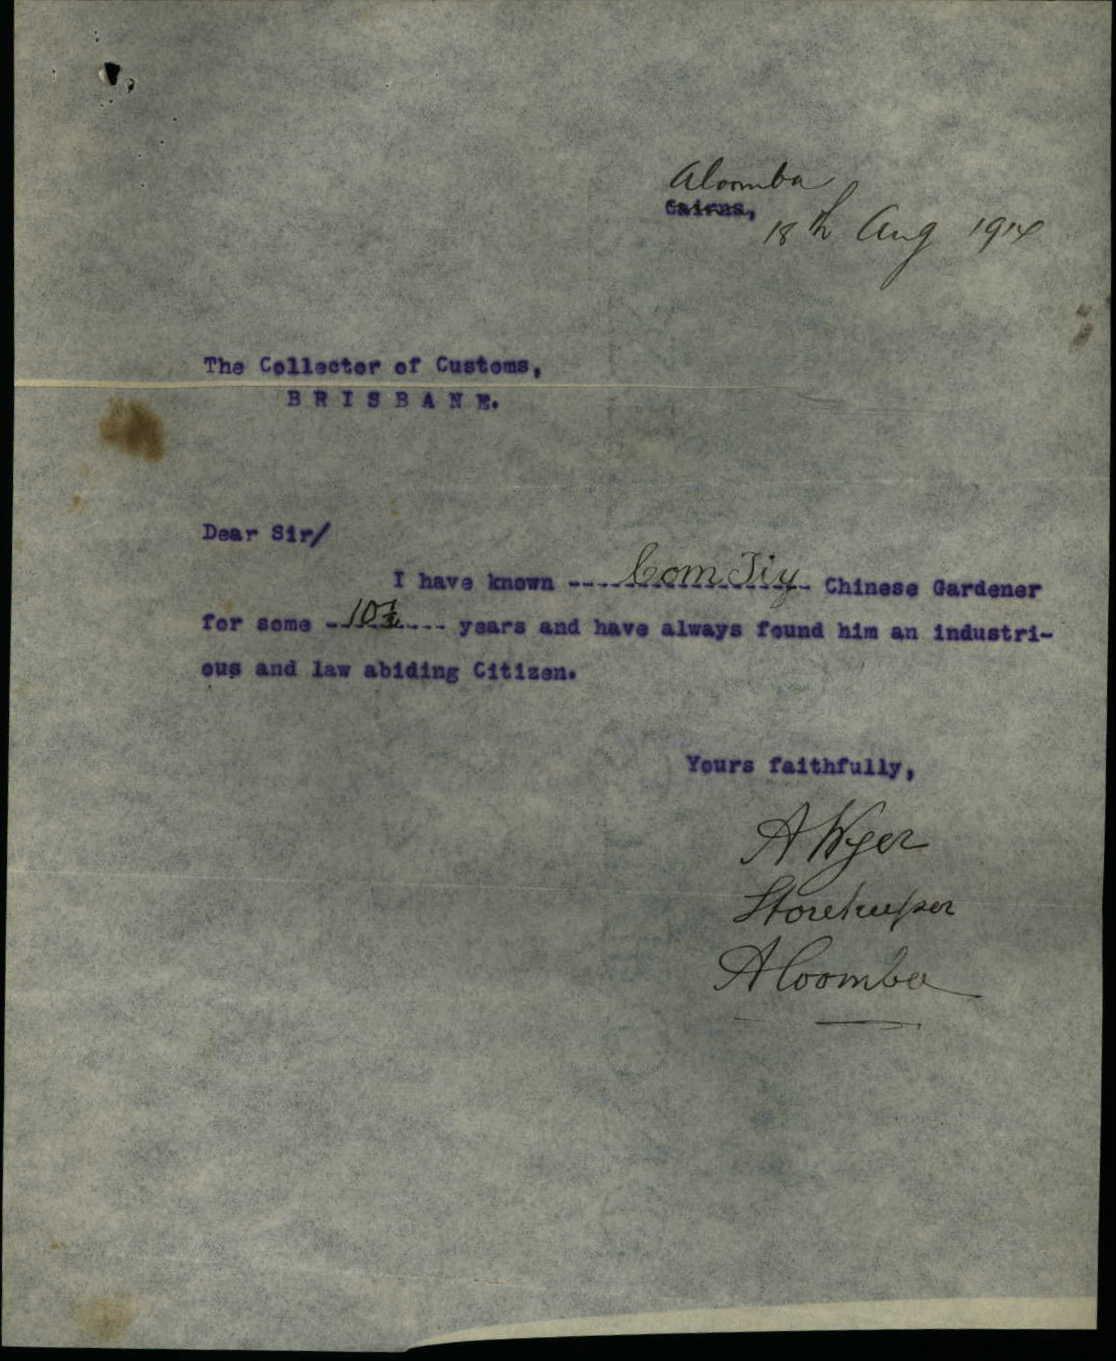 Aloomba
Cairns,
18th Aug 1914
The Collector of Customs,
BRISBANE.
Dear Sir/
I have known ------Com Tiy------ Chinese Gardener
for some --10½---- years and have always found him an industri-
ous and law abiding Citizen.
Yours faithfully,
A Wyer
Storekeeper
Aloomba